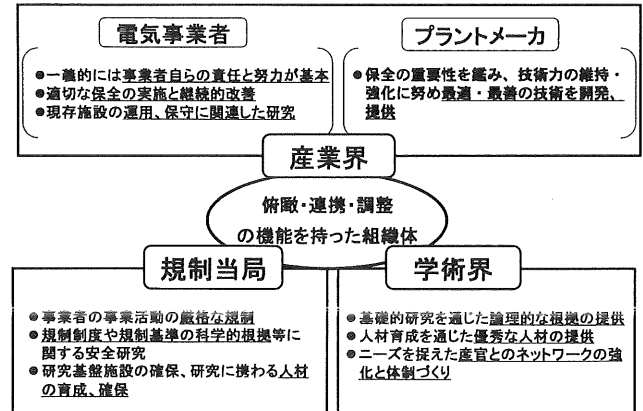 電気事業者
●一義的には事業者自らの責任と努力が基本
●適切な保全の実施と継続的改善
●現存施設の運用、保守に関連した研究
プラントメーカ
●保全の重要性を鑑み、技術力の維持・
強化に努め最適・最善の技術を開発、
提供
産業界
俯瞰・連携・調整
の機能を持った組織体
規制当局
●事業者の事業活動の厳格な規制
●規制制度や規制基準の科学的根拠等に
関する安全研究
●研究基盤施設の確保、研究に携わる人材
の育成、確保
学術界
●基礎的研究を通じた論理的な根拠の提供
●人材育成を通じた優秀な人材の提供
●ニーズを捉えた産官とのネットワークの強
化と体制づくり